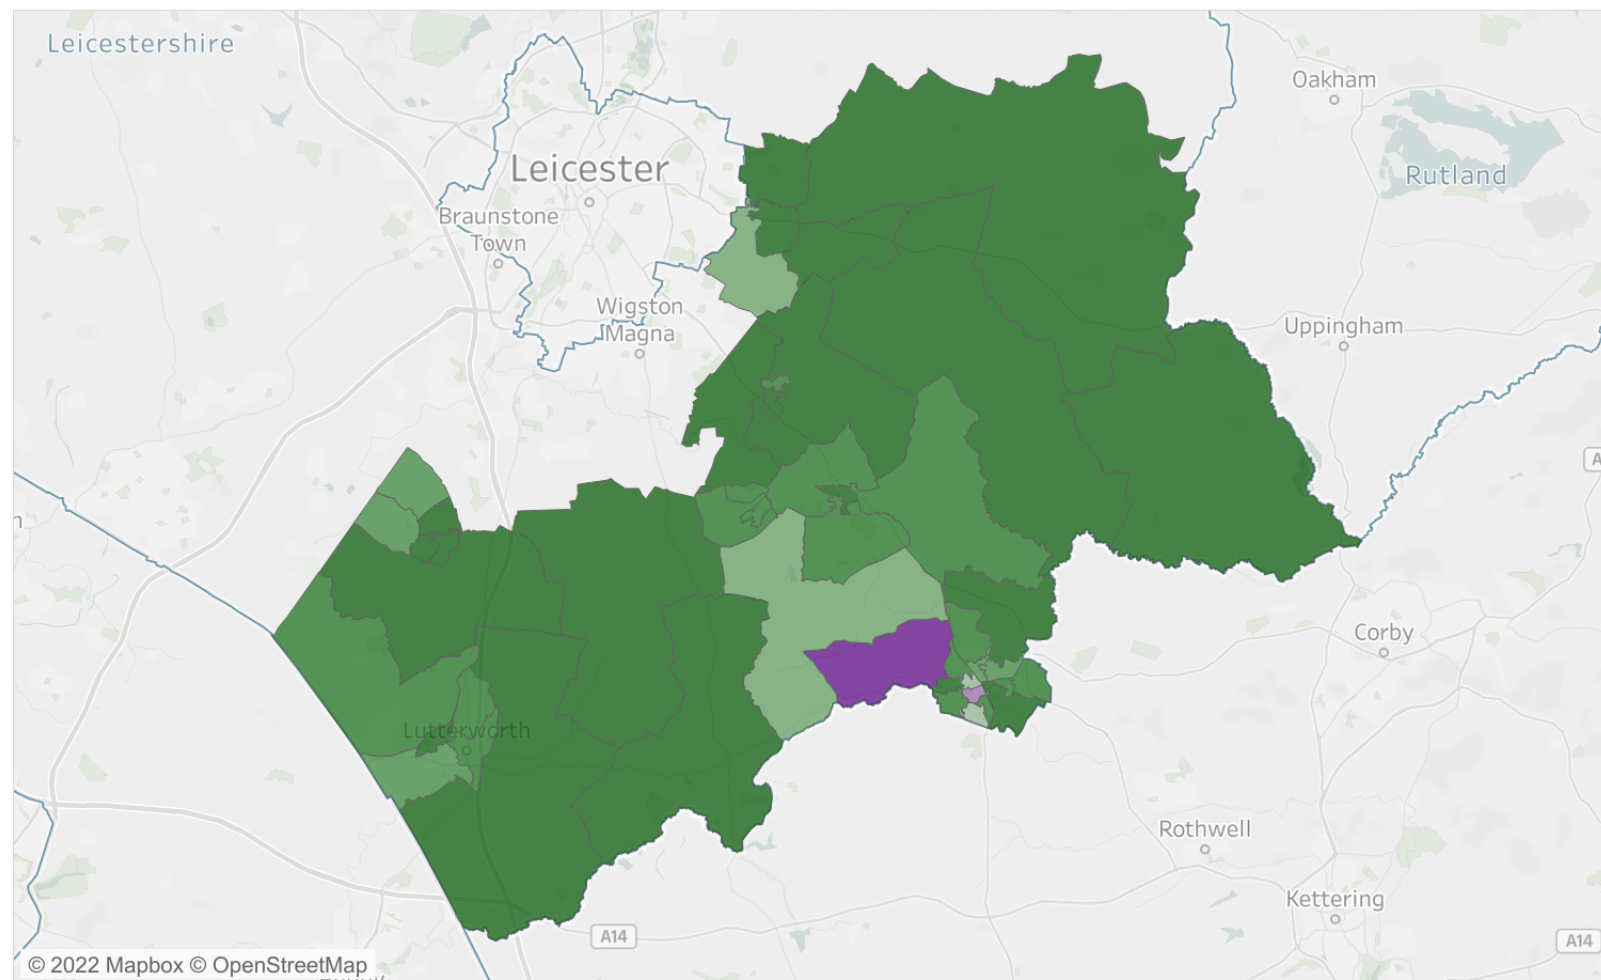 Leicestershire
Oakham
Leicester
Rutland
Braunstone
Town
Wigston
Magna
Uppingham
A
n
Corby
Lutterworth
Rothwell
Kettering
A14
A14
© 2022 Mapbox © OpenStreetMap